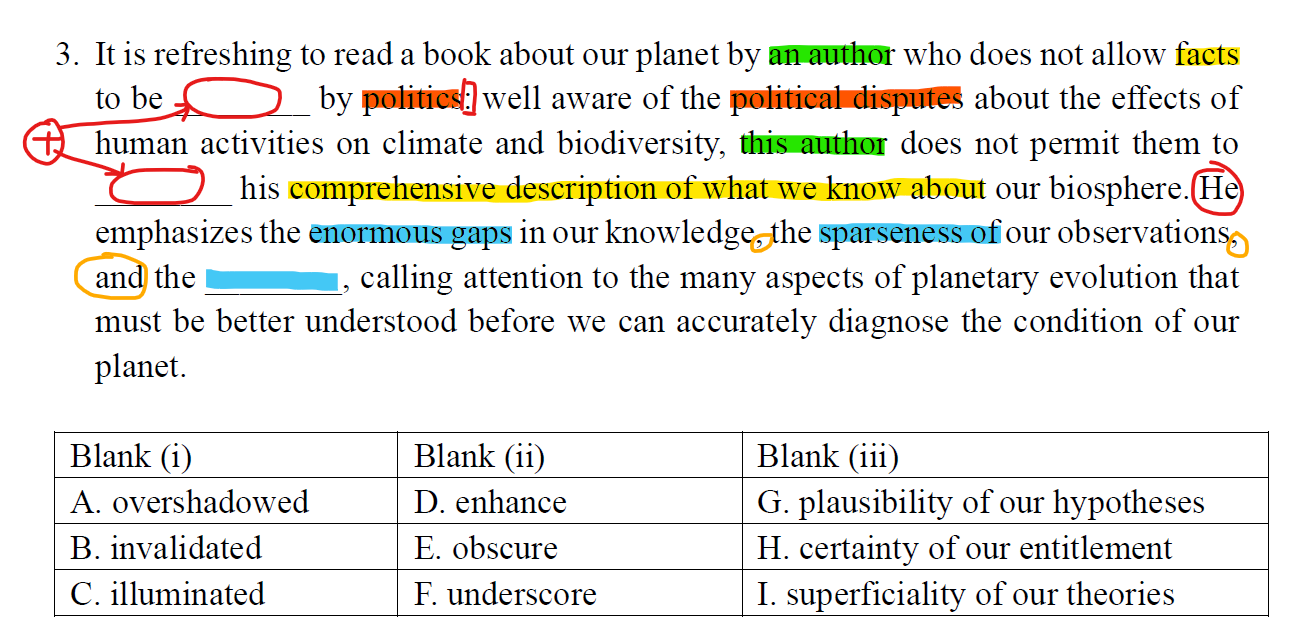 3. It is refreshing to read a book about our planet by an author who does not allow facts
to be ________ by politics: well aware of the political disputes about the effects of
human activities on climate and biodiversity, this author does not permit them to
________ his comprehensive description of what we know about our biosphere. He
emphasizes the enormous gaps in our knowledge, the sparseness of our observations,
and the ________, calling attention to the many aspects of planetary evolution that
must be better understood before we can accurately diagnose the condition of our
planet.
Blank (i) Blank (ii) Blank (iii)
A. overshadowed D. enhance G. plausibility of our hypotheses
B. invalidated E. obscure H. certainty of our entitlement
C. illuminated F. underscore I. superficiality of our theories